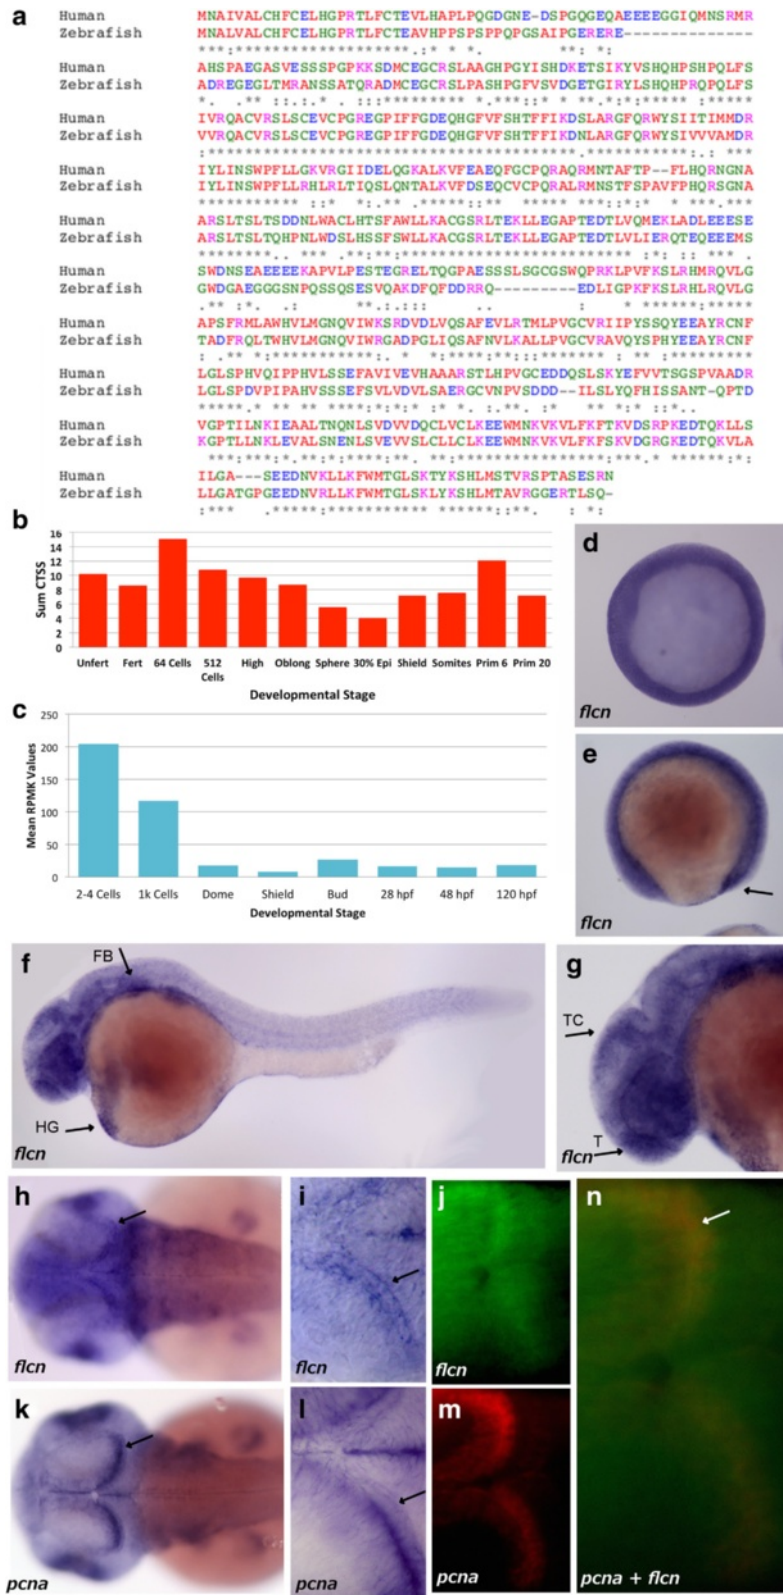 a
Human MNAIVALCHFCELHGPRTLFCTEVLHAPLPQGDGNE-DSPGQGEQAEEEEGGIQMNSRMR
Zebrafish MNALVALCHFCELHGPRTLFCTEAVHPPSPSPPQPGSAIPGERERE--------------
Human AHSPAEGASVESSSPGPKKSDMCEGCRSLAAGHPGYISHDKETSIKYVSHQHPSHPQLFS
Zebrafish ADREGEGLTMRANSSATQRADMCEGCRSLPASHPGFVSVDGETGIRYLSHQHPRQPQLFS
Human IVRQACVRSLSCEVCPGREGPIFFGDEQHGFVFSHTFFIKDSLARGFQRWYSIITIMMDR
Zebrafish VVRQACVRSLSCEVCPGREGPIFFGDEQHGFVFSHTFFIKDNLARGFQRWYSIVVVAMDR
Human IYLINSWPFLLGKVRGIIDELQGKALKVFEAEQFGCPQRAQRMNTAFTP--FLHQRNGNA
Zebrafish IYLINSWPFLLRHLRLTIQSLQNTALKVFDSEQCVCPQRALRMNSTFSPAVFPHQRSGNA
Human ARSLTSLTSDDNLWACLHTSFAWLLKACGSRLTEKLLEGAPTEDTLVQMEKLADLEEESE
Zebrafish ARSLTSLTQHPNLWDSLHSSFSWLLKACGSRLTEKLLEGAPTEDTLVLIERQTEQEEEMS
Human SWDNSEAEEEEKAPVLPESTEGRELTQGPAESSSLSGCGSWQPRKLPVFKSLRHMRQVLG
Zebrafish GWDGAEGGGSNPQSSQSESVQAKDFQFDDRRQ---------EDLIGPKFKSLRHLRQVLG
Human APSFRMLAWHVLMGNQVIWKSRDVDLVQSAFEVLRTMLPVGCVRIIPYSSQYEEAYRCNF
Zebrafish TADFRQLTWHVLMGNQVIWRGADPGLIQSAFNVLKALLPVGCVRAVQYSPHYEEAYRCNF
Human LGLSPHVQIPPHVLSSEFAVIVEVHAAARSTLHPVGCEDDQSLSKYEFVVTSGSPVAADR
Zebrafish LGLSPDVPIPAHVSSSEFSVLVDVLSAERGCVNPVSDDD--ILSLYQFHISSANT-QPTD
Human VGPTILNKIEAALTNQNLSVDVVDQCLVCLKEEWMNKVKVLFKFTKVDSRPKEDTQKLLS
Zebrafish KGPTLLNKLEVALSNENLSVEVVSLCLLCLKEEWMNKVKVLFKFSKVDGRGKEDTQKVLA
Human ILGA---SEEDNVKLLKFWMTGLSKTYKSHLMSTVRSPTASESRN
Zebrafish LLGATGPGEEDNVRLLKFWMTGLSKLYKSHLMTAVRGGERTLSQ-
b
Sum CTSS
16
14
12
10
8
6
4
2
0
Unfert Fert 64 Cells 512 Cells High Oblong Sphere 30% Epi Shield Somites Prim 6 Prim 20
Developmental Stage
c
Mean RPMK Values
250
200
150
100
50
0
2-4 Cells 1k Cells Dome Shield Bud 28 hpf 48 hpf 120 hpf
Developmental Stage
d
flcn
e
flcn
f
FB
HG
flcn
g
TC
T
flcn
h
flcn
i
flcn
j
flcn
n
pcna + flcn
k
pcna
l
pcna
m
pcna